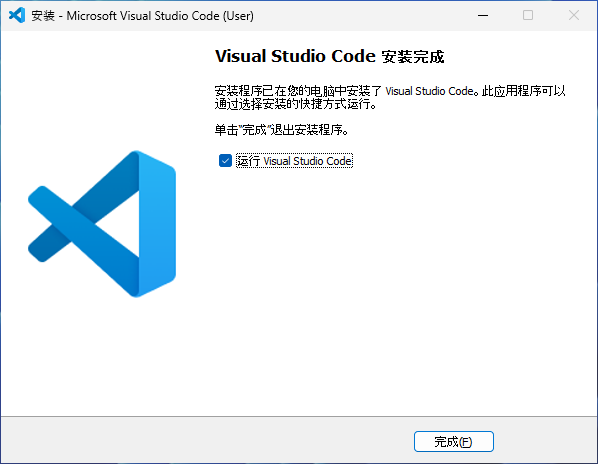 安装 - Microsoft Visual Studio Code (User)
Visual Studio Code 安装完成
安装程序已在您的电脑中安装了 Visual Studio Code。此应用程序可以
通过选择安装的快捷方式运行。
单击“完成”退出安装程序。
运行 Visual Studio Code
完成(F)